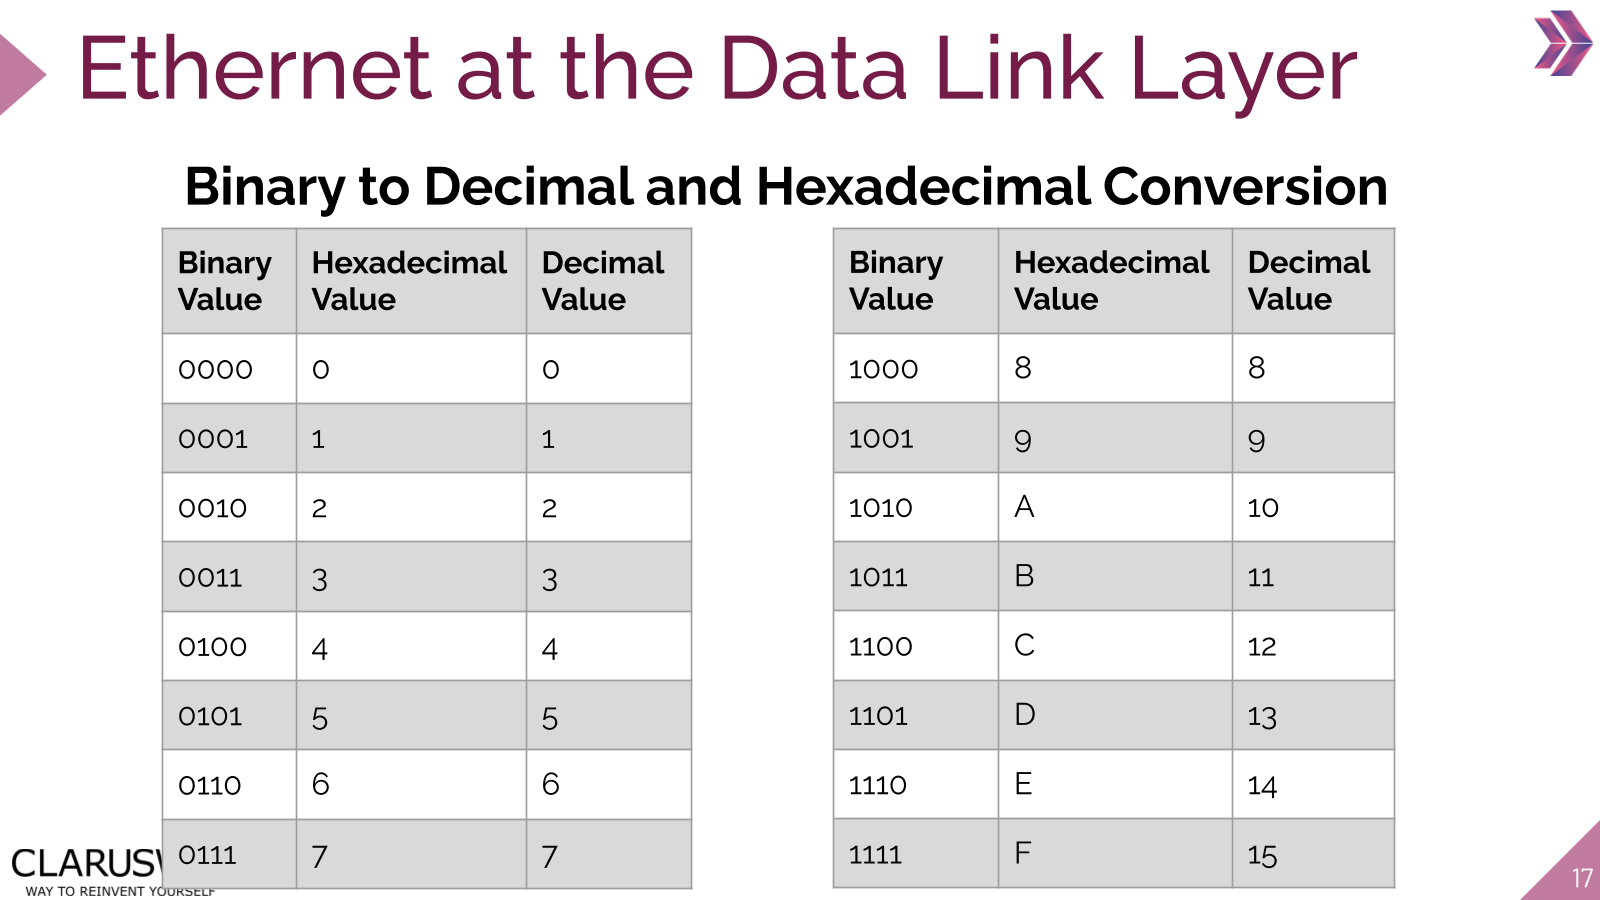 Ethernet at the Data Link Layer
Binary to Decimal and Hexadecimal Conversion
Binary Value Hexadecimal Value Decimal Value
0000 0 0
0001 1 1
0010 2 2
0011 3 3
0100 4 4
0101 5 5
0110 6 6
0111 7 7
Binary Value Hexadecimal Value Decimal Value
1000 8 8
1001 9 9
1010 A 10
1011 B 11
1100 C 12
1101 D 13
1110 E 14
1111 F 15
WAY TO REINVENT YOURSELF
17